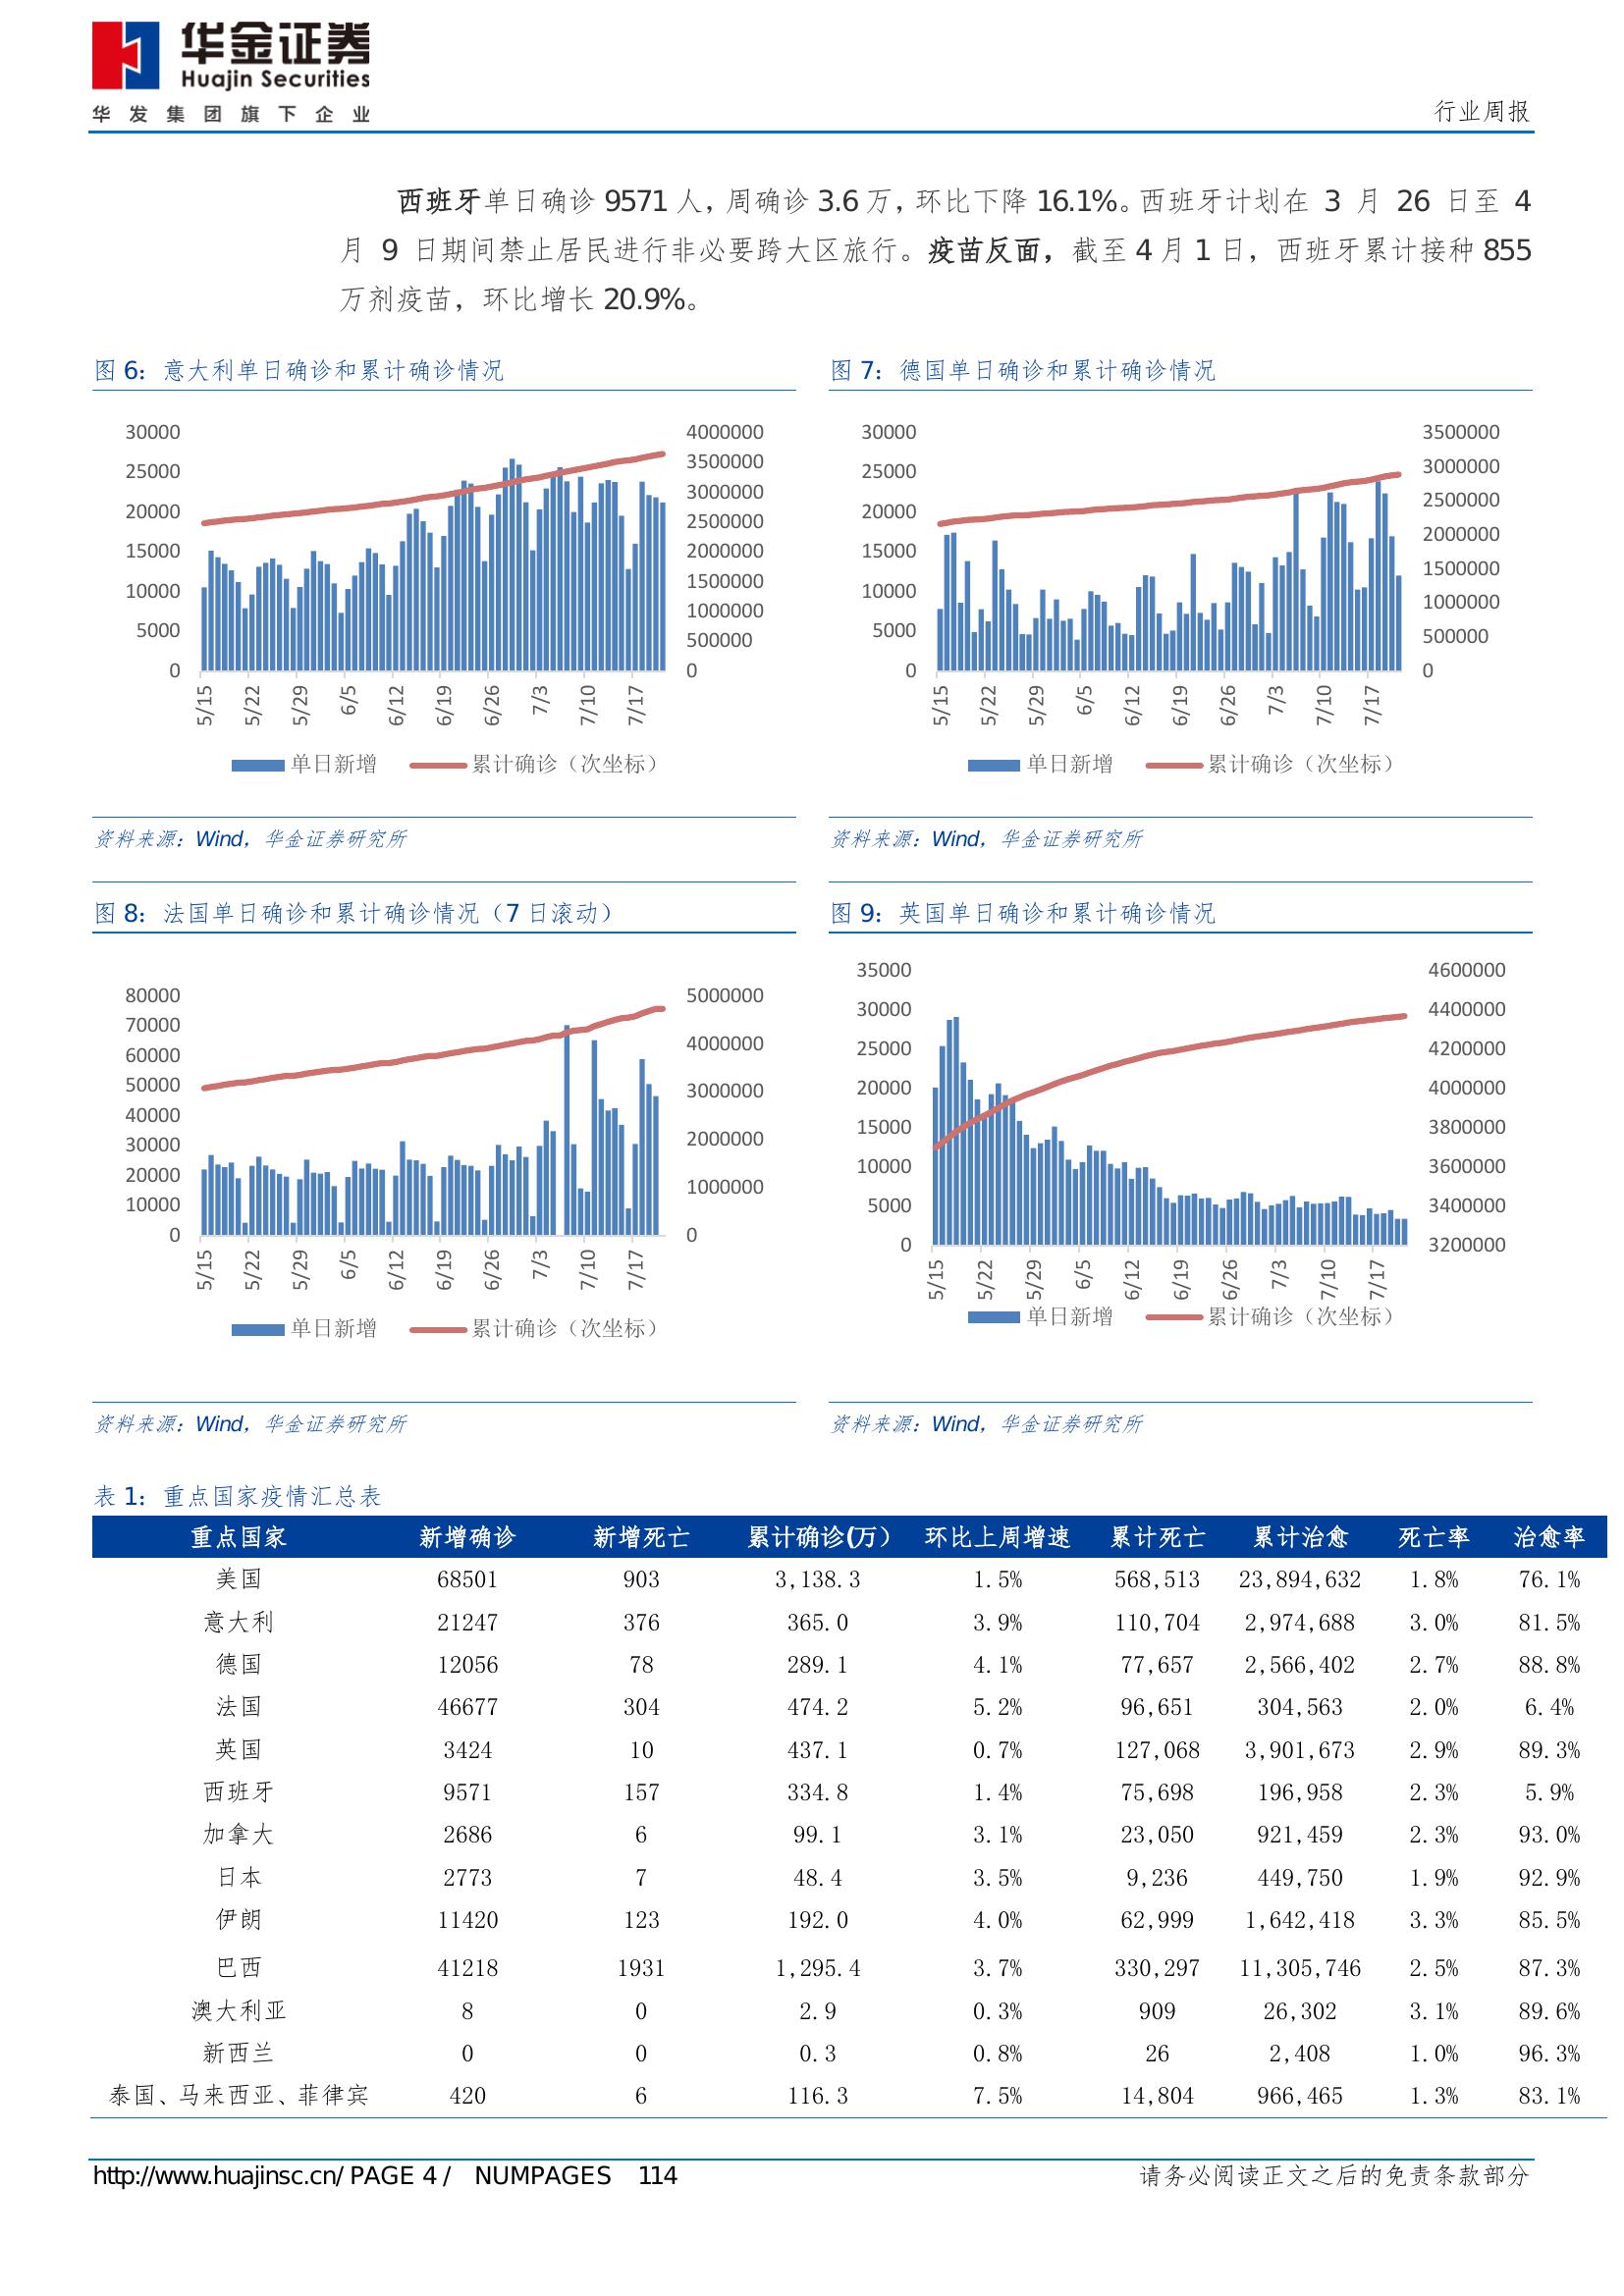 华金证券
Huajin Securities
华发集团旗下企业
行业周报
西班牙单日确诊 9571 人，周确诊 3.6 万，环比下降 16.1%。西班牙计划在 3 月 26 日至 4
月 9 日期间禁止居民进行非必要跨大区旅行。疫苗反面，截至 4 月 1 日，西班牙累计接种 855
万剂疫苗，环比增长 20.9%。
图 6：意大利单日确诊和累计确诊情况
30000
25000
20000
15000
10000
5000
0
4000000
3500000
3000000
2500000
2000000
1500000
1000000
500000
0
5/15 5/22 5/29 6/5 6/12 6/19 6/26 7/3 7/10 7/17
单日新增 累计确诊（次坐标）
资料来源：Wind，华金证券研究所
图 7：德国单日确诊和累计确诊情况
30000
25000
20000
15000
10000
5000
0
3500000
3000000
2500000
2000000
1500000
1000000
500000
0
5/15 5/22 5/29 6/5 6/12 6/19 6/26 7/3 7/10 7/17
单日新增 累计确诊（次坐标）
资料来源：Wind，华金证券研究所
图 8：法国单日确诊和累计确诊情况（7 日滚动）
80000
70000
60000
50000
40000
30000
20000
10000
0
5000000
4000000
3000000
2000000
1000000
0
5/15 5/22 5/29 6/5 6/12 6/19 6/26 7/3 7/10 7/17
单日新增 累计确诊（次坐标）
资料来源：Wind，华金证券研究所
图 9：英国单日确诊和累计确诊情况
35000
30000
25000
20000
15000
10000
5000
0
4600000
4400000
4200000
4000000
3800000
3600000
3400000
3200000
5/15 5/22 5/29 6/5 6/12 6/19 6/26 7/3 7/10 7/17
单日新增 累计确诊（次坐标）
资料来源：Wind，华金证券研究所
表 1：重点国家疫情汇总表
重点国家 新增确诊 新增死亡 累计确诊(万） 环比上周增速 累计死亡 累计治愈 死亡率 治愈率
美国 68501 903 3,138.3 1.5% 568,513 23,894,632 1.8% 76.1%
意大利 21247 376 365.0 3.9% 110,704 2,974,688 3.0% 81.5%
德国 12056 78 289.1 4.1% 77,657 2,566,402 2.7% 88.8%
法国 46677 304 474.2 5.2% 96,651 304,563 2.0% 6.4%
英国 3424 10 437.1 0.7% 127,068 3,901,673 2.9% 89.3%
西班牙 9571 157 334.8 1.4% 75,698 196,958 2.3% 5.9%
加拿大 2686 6 99.1 3.1% 23,050 921,459 2.3% 93.0%
日本 2773 7 48.4 3.5% 9,236 449,750 1.9% 92.9%
伊朗 11420 123 192.0 4.0% 62,999 1,642,418 3.3% 85.5%
巴西 41218 1931 1,295.4 3.7% 330,297 11,305,746 2.5% 87.3%
澳大利亚 8 0 2.9 0.3% 909 26,302 3.1% 89.6%
新西兰 0 0 0.3 0.8% 26 2,408 1.0% 96.3%
泰国、马来西亚、菲律宾 420 6 116.3 7.5% 14,804 966,465 1.3% 83.1%
http://www.huajinsc.cn/ PAGE 4 / NUMPAGES 114
请务必阅读正文之后的免责条款部分